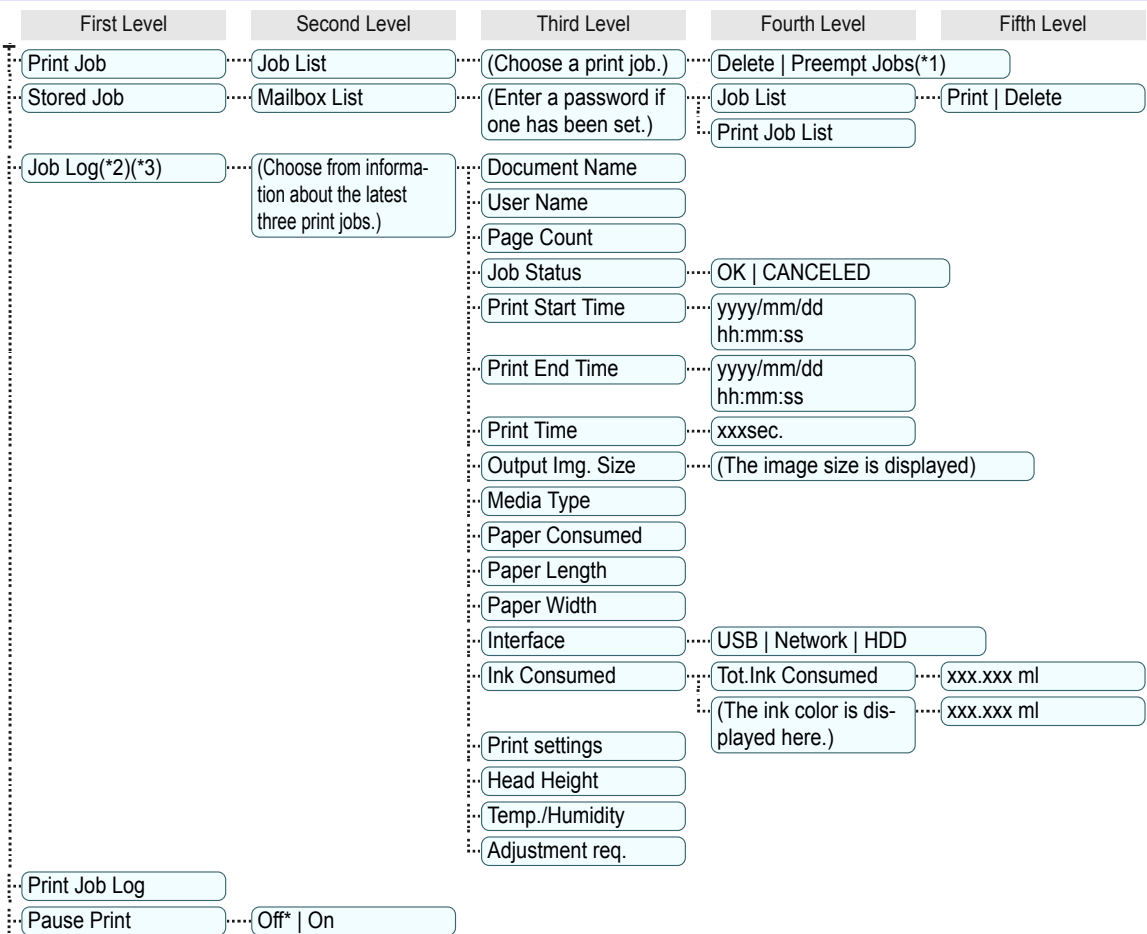 First Level Second Level Third Level Fourth Level Fifth Level
Print Job Job List (Choose a print job.) Delete | Preempt Jobs(*1)
Stored Job Mailbox List (Enter a password if
one has been set.)
Job List Print | Delete
Print Job List
Job Log(*2)(*3) (Choose from informa-
tion about the latest
three print jobs.)
Document Name
User Name
Page Count
Job Status OK | CANCELED
Print Start Time yyyy/mm/dd
hh:mm:ss
Print End Time yyyy/mm/dd
hh:mm:ss
Print Time xxxsec.
Output Img. Size (The image size is displayed)
Media Type
Paper Consumed
Paper Length
Paper Width
Interface USB | Network | HDD
Ink Consumed Tot.Ink Consumed xxx.xxx ml
(The ink color is dis-
played here.)
xxx.xxx ml
Print settings
Head Height
Temp./Humidity
Adjustment req.
Print Job Log
Pause Print Off* | On